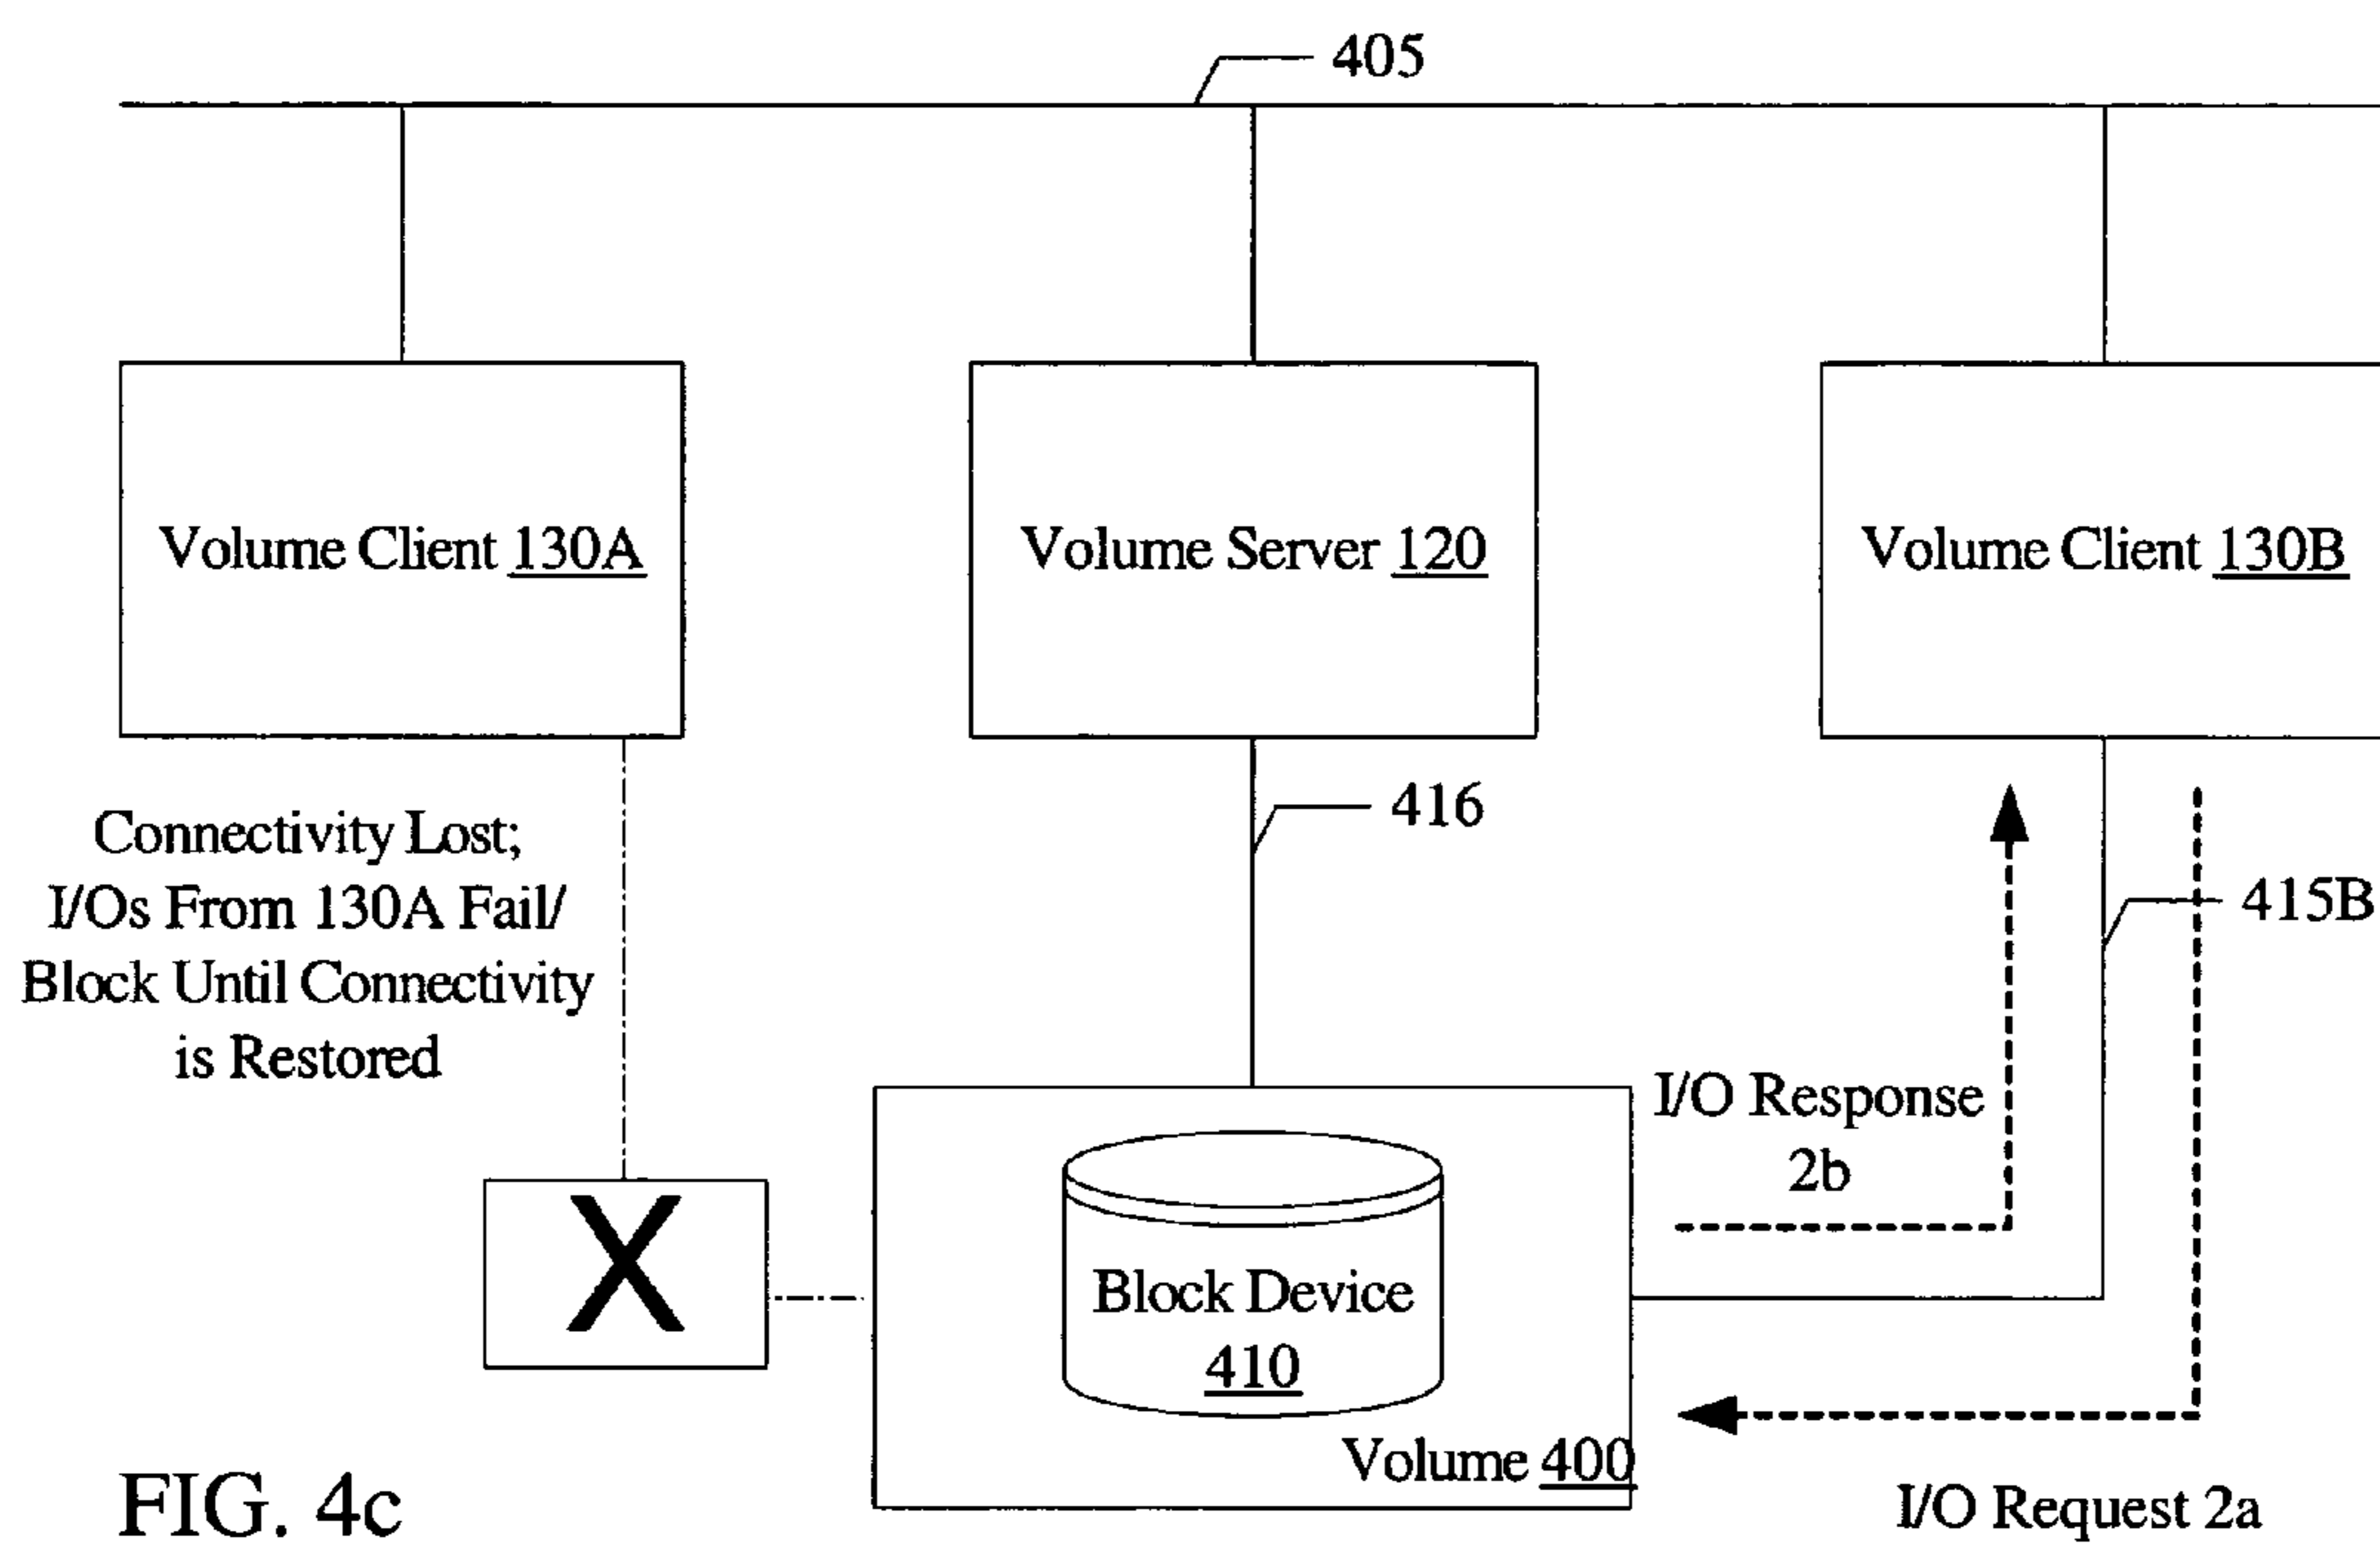 405
Volume Client 130A
Volume Server 120
Volume Client 130B
Connectivity Lost;
I/Os From 130A Fail/
Block Until Connectivity
is Restored
416
415B
I/O Response
2b
X
Block Device
410
Volume 400
I/O Request 2a
FIG. 4c